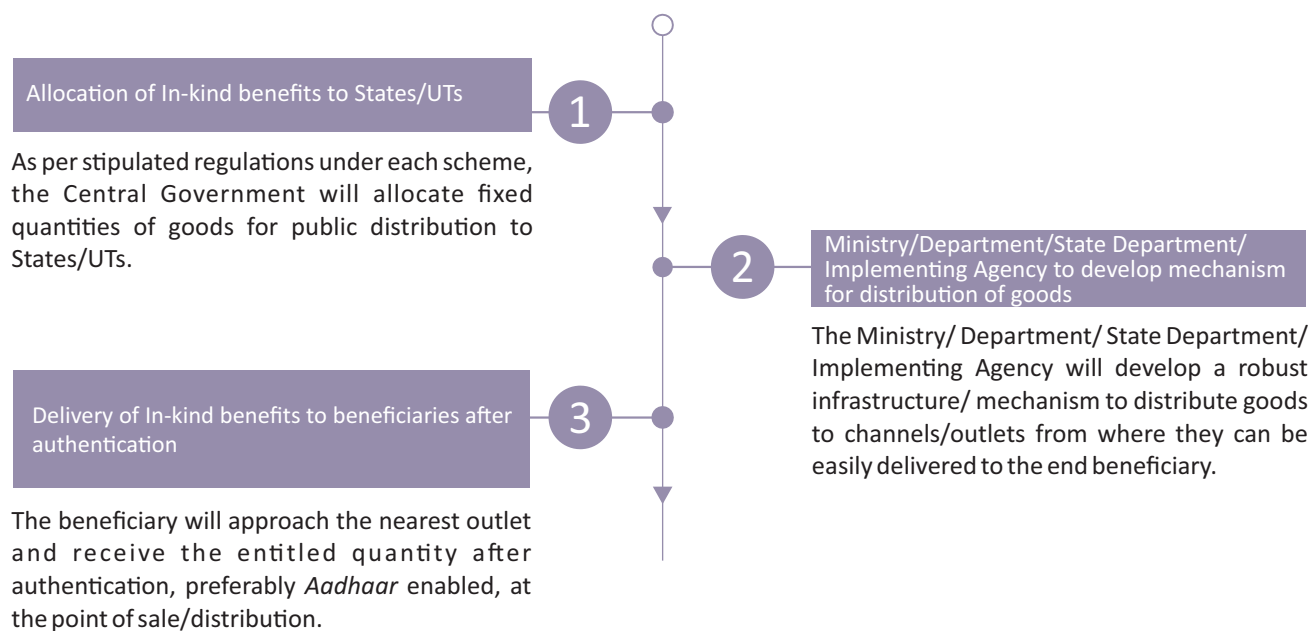 Allocation of In-kind benefits to States/UTs
1
As per stipulated regulations under each scheme,
the Central Government will allocate fixed
quantities of goods for public distribution to
States/UTs.
2
Ministry/Department/State Department/
Implementing Agency to develop mechanism
for distribution of goods
The Ministry/ Department/ State Department/
Implementing Agency will develop a robust
infrastructure/ mechanism to distribute goods
to channels/outlets from where they can be
easily delivered to the end beneficiary.
Delivery of In-kind benefits to beneficiaries after
authentication
3
The beneficiary will approach the nearest outlet
and receive the entitled quantity after
authentication, preferably Aadhaar enabled, at
the point of sale/distribution.